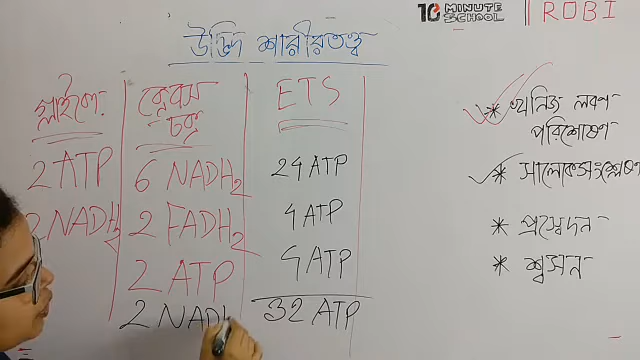 10 MINUTE SCHOOL
ROBI
উদ্ভিদ শারীরতত্ত্ব
গ্লাইকো:
2 ATP
2 NADH2
ক্রেবস চক্র
6 NADH2
2 FADH2
2 ATP
2 NADH
ETS
24 ATP
4 ATP
4 ATP
32 ATP
* খনিজ লবণ
পরিশোষণ
* সালোকসংশ্লেষণ
* প্রস্বেদন
* শ্বসন